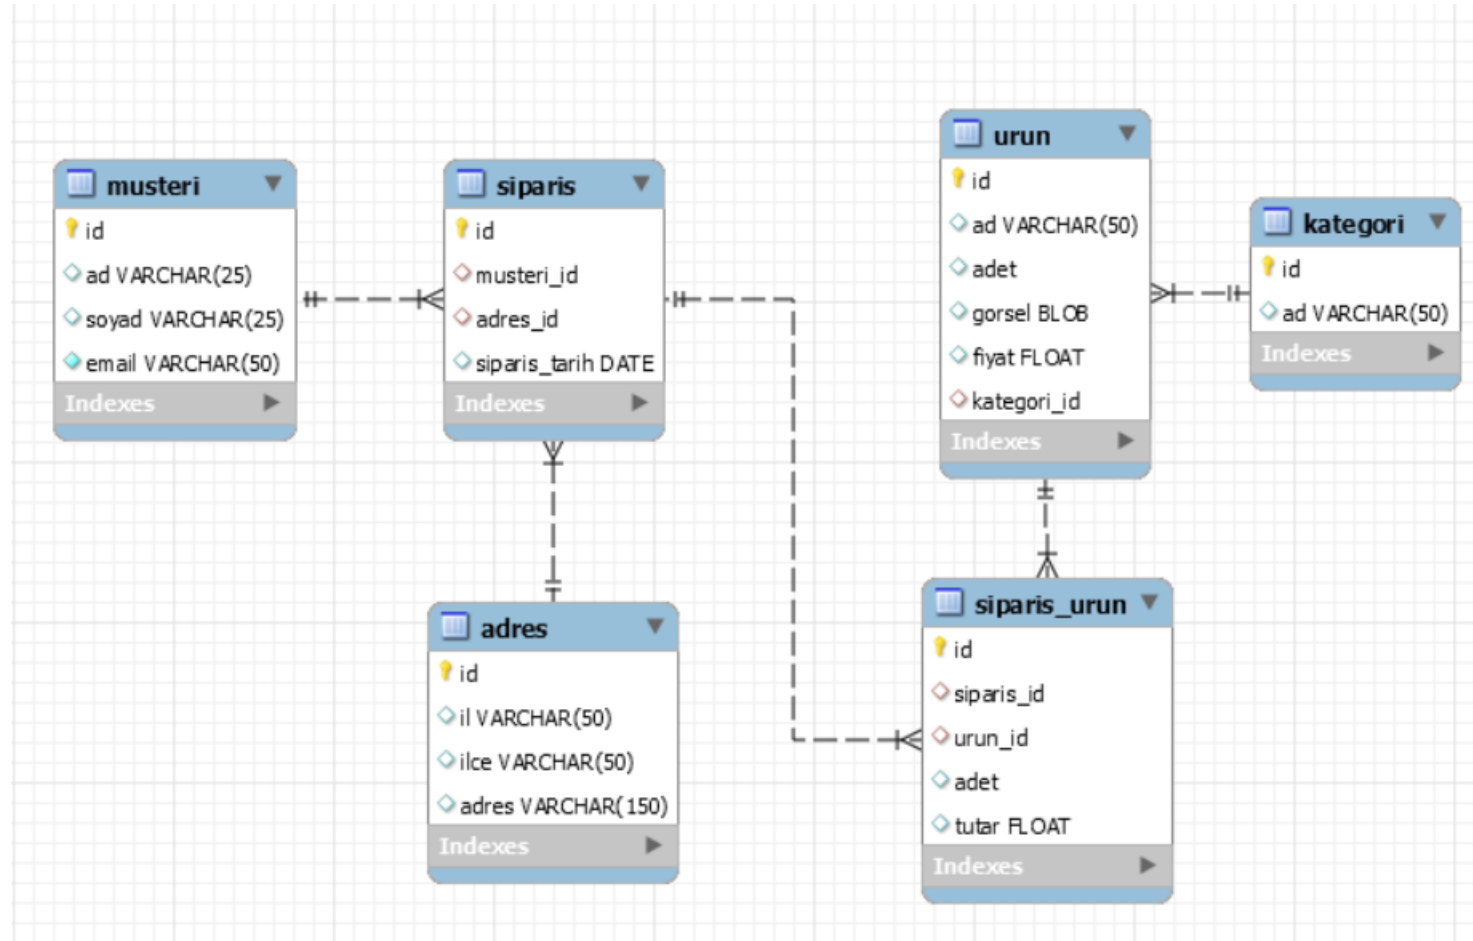 musteri
id
ad VARCHAR(25)
soyad VARCHAR(25)
email VARCHAR(50)
Indexes
siparis
id
musteri_id
adres_id
siparis_tarih DATE
Indexes
adres
id
il VARCHAR(50)
ilce VARCHAR(50)
adres VARCHAR(150)
Indexes
urun
id
ad VARCHAR(50)
adet
gorsel BLOB
fiyat FLOAT
kategori_id
Indexes
kategori
id
ad VARCHAR(50)
Indexes
siparis_urun
id
siparis_id
urun_id
adet
tutar FLOAT
Indexes